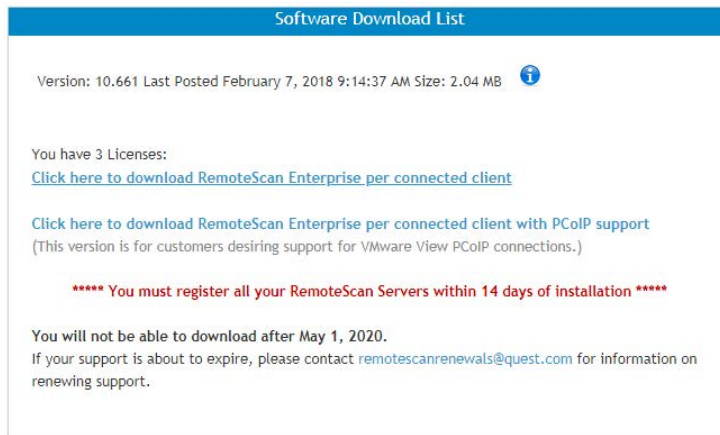 Software Download List
Version: 10.661 Last Posted February 7, 2018 9:14:37 AM Size: 2.04 MB
You have 3 Licenses:
Click here to download RemoteScan Enterprise per connected client
Click here to download RemoteScan Enterprise per connected client with PCoIP support
(This version is for customers desiring support for VMware View PCoIP connections.)
***** You must register all your RemoteScan Servers within 14 days of installation *****
You will not be able to download after May 1, 2020.
If your support is about to expire, please contact remotescanrenewals@quest.com for information on
renewing support.